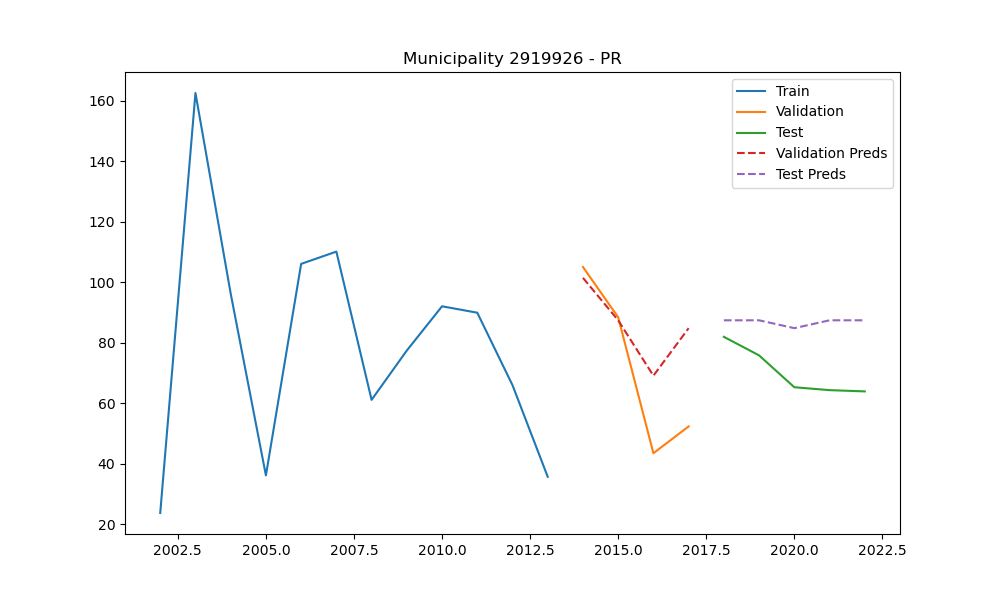 Municipality 2919926 - PR
160
140
120
100
80
60
40
20
2002.5 2005.0 2007.5 2010.0 2012.5 2015.0 2017.5 2020.0 2022.5
Train
Validation
Test
Validation Preds
Test Preds